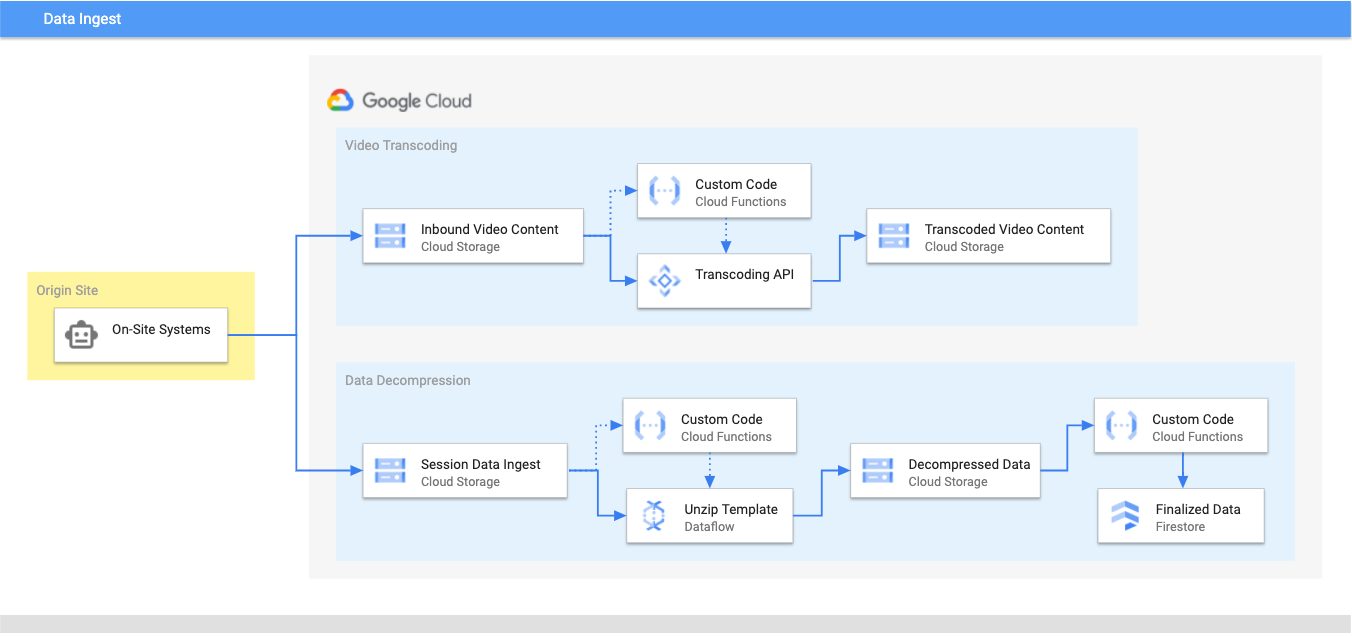 Data Ingest
Google Cloud
Video Transcoding
Custom Code
Cloud Functions
Inbound Video Content
Cloud Storage
Transcoded Video Content
Cloud Storage
Transcoding API
Origin Site
On-Site Systems
Data Decompression
Custom Code
Cloud Functions
Custom Code
Cloud Functions
Session Data Ingest
Cloud Storage
Decompressed Data
Cloud Storage
Unzip Template
Dataflow
Finalized Data
Firestore